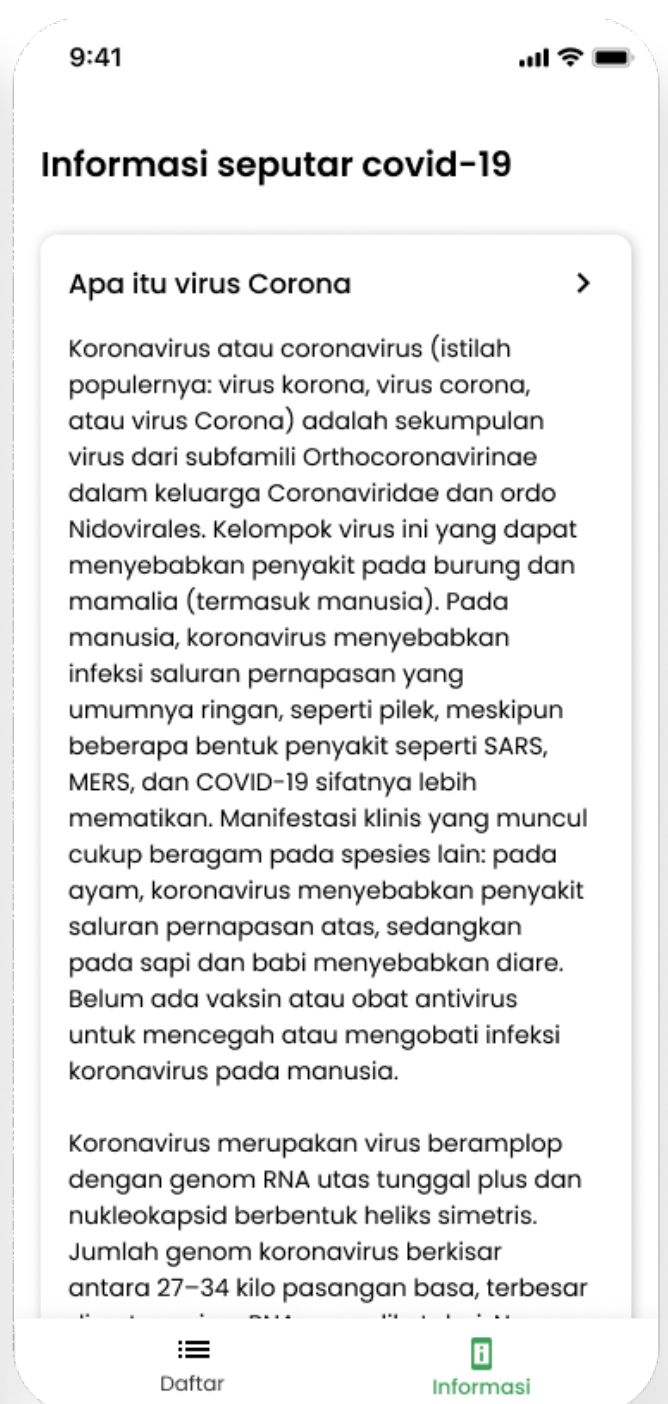 9:41
Informasi seputar covid-19
Apa itu virus Corona
Koronavirus atau coronavirus (istilah
populernya: virus korona, virus corona,
atau virus Corona) adalah sekumpulan
virus dari subfamili Orthocoronavirinae
dalam keluarga Coronaviridae dan ordo
Nidovirales. Kelompok virus ini yang dapat
menyebabkan penyakit pada burung dan
mamalia (termasuk manusia). Pada
manusia, koronavirus menyebabkan
infeksi saluran pernapasan yang
umumnya ringan, seperti pilek, meskipun
beberapa bentuk penyakit seperti SARS,
MERS, dan COVID-19 sifatnya lebih
mematikan. Manifestasi klinis yang muncul
cukup beragam pada spesies lain: pada
ayam, koronavirus menyebabkan penyakit
saluran pernapasan atas, sedangkan
pada sapi dan babi menyebabkan diare.
Belum ada vaksin atau obat antivirus
untuk mencegah atau mengobati infeksi
koronavirus pada manusia.
Koronavirus merupakan virus beramplop
dengan genom RNA utas tunggal plus dan
nukleokapsid berbentuk heliks simetris.
Jumlah genom koronavirus berkisar
antara 27–34 kilo pasangan basa, terbesar
Daftar
Informasi